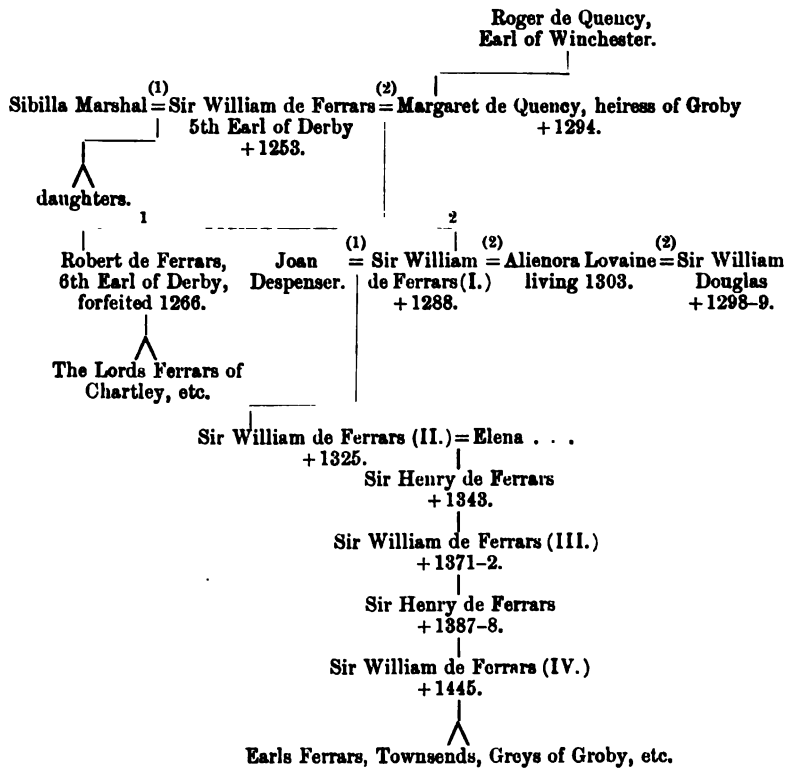 Roger de Quency,
Earl of Winchester.
(1) (2)
Sibilla Marshal = Sir William de Ferrars = Margaret de Quency, heiress of Groby
5th Earl of Derby +1294.
+1253.
daughters.
1 2
(1) (2) (2)
Robert de Ferrars, Joan = Sir William = Alienora Lovaine = Sir William
6th Earl of Derby, Despenser. de Ferrars (I.) living 1303. Douglas
forfeited 1266. +1288. +1298-9.
The Lords Ferrars of
Chartley, etc.
Sir William de Ferrars (II.) = Elena . . .
+1325.
Sir Henry de Ferrars
+1343.
Sir William de Ferrars (III.)
+1371-2.
Sir Henry de Ferrars
+1387-8.
Sir William de Ferrars (IV.)
+1445.
Earls Ferrars, Townsends, Greys of Groby, etc.